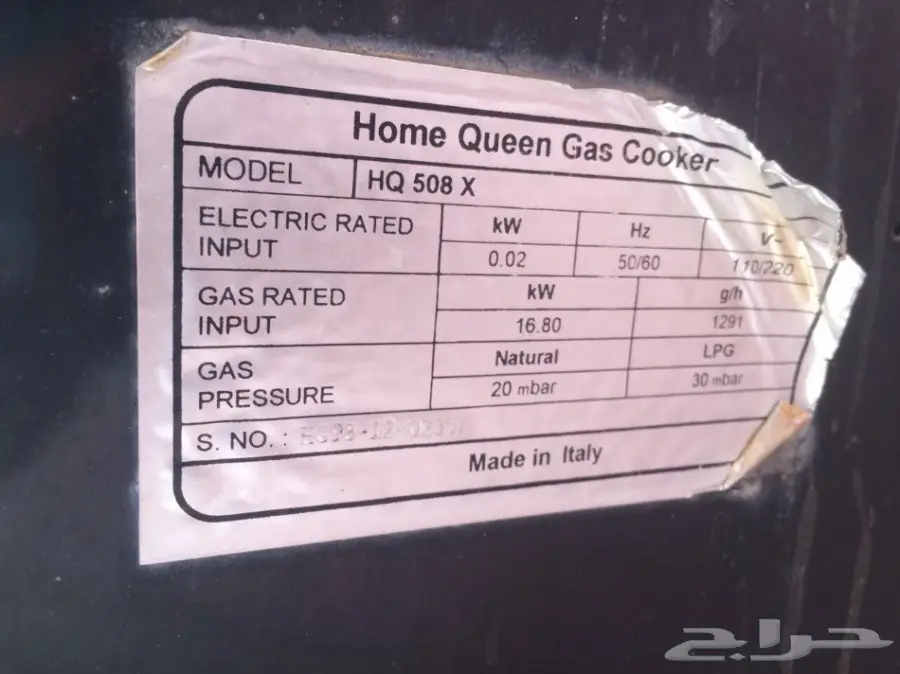 Home Queen Gas Cooker
MODEL HQ 508 X
ELECTRIC RATED INPUT kW Hz V~
0.02 50/60 110/220
GAS RATED INPUT kW g/h
16.80 1291
GAS PRESSURE Natural LPG
20 mbar 30 mbar
S. NO. :
Made in Italy
حراج